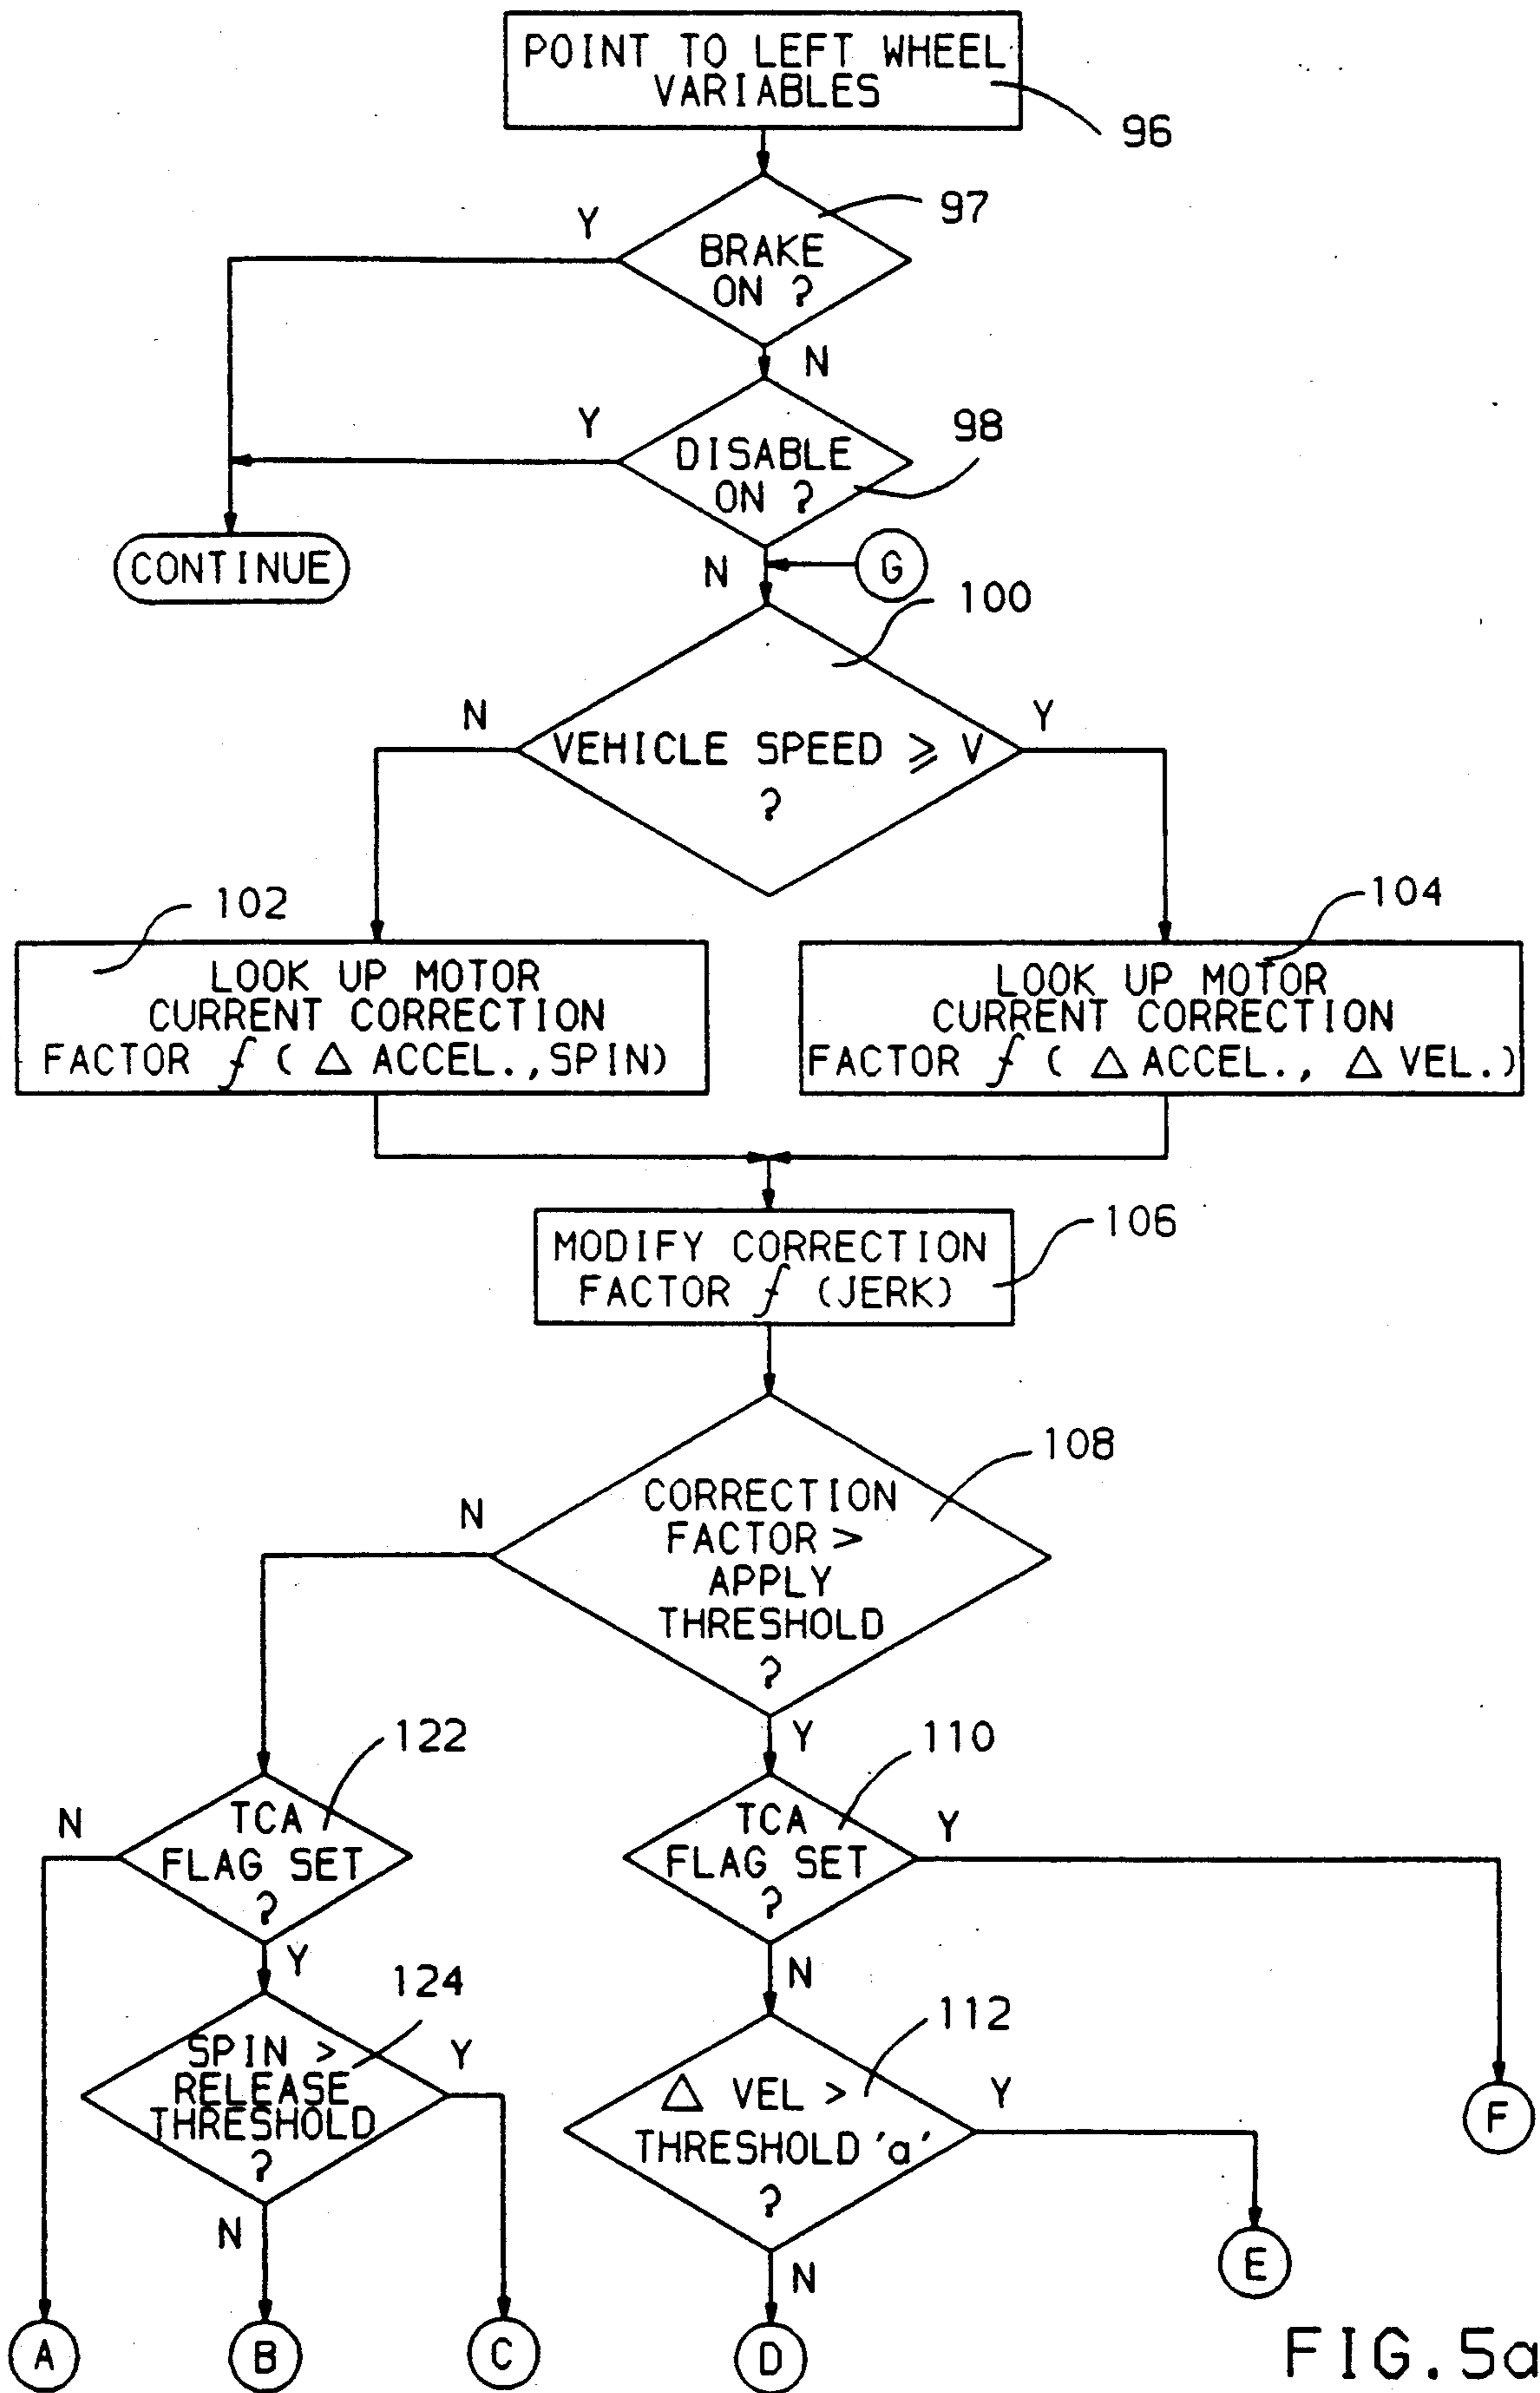 POINT TO LEFT WHEEL
VARIABLES
96
97
Y
BRAKE
ON ?
N
98
Y
DISABLE
ON ?
CONTINUE
N
G
100
N
Y
VEHICLE SPEED ⩾ V
?
102
104
LOOK UP MOTOR
CURRENT CORRECTION
FACTOR ƒ ( △ ACCEL., SPIN)
LOOK UP MOTOR
CURRENT CORRECTION
FACTOR ƒ ( △ ACCEL., △ VEL.)
106
MODIFY CORRECTION
FACTOR ƒ (JERK)
108
N
CORRECTION
FACTOR >
APPLY
THRESHOLD
?
Y
122
110
N
TCA
FLAG SET
?
Y
TCA
FLAG SET
?
Y
N
124
SPIN >
RELEASE
THRESHOLD
?
Y
N
112
△ VEL >
THRESHOLD 'a'
?
Y
N
F
E
A
B
C
D
FIG. 5a